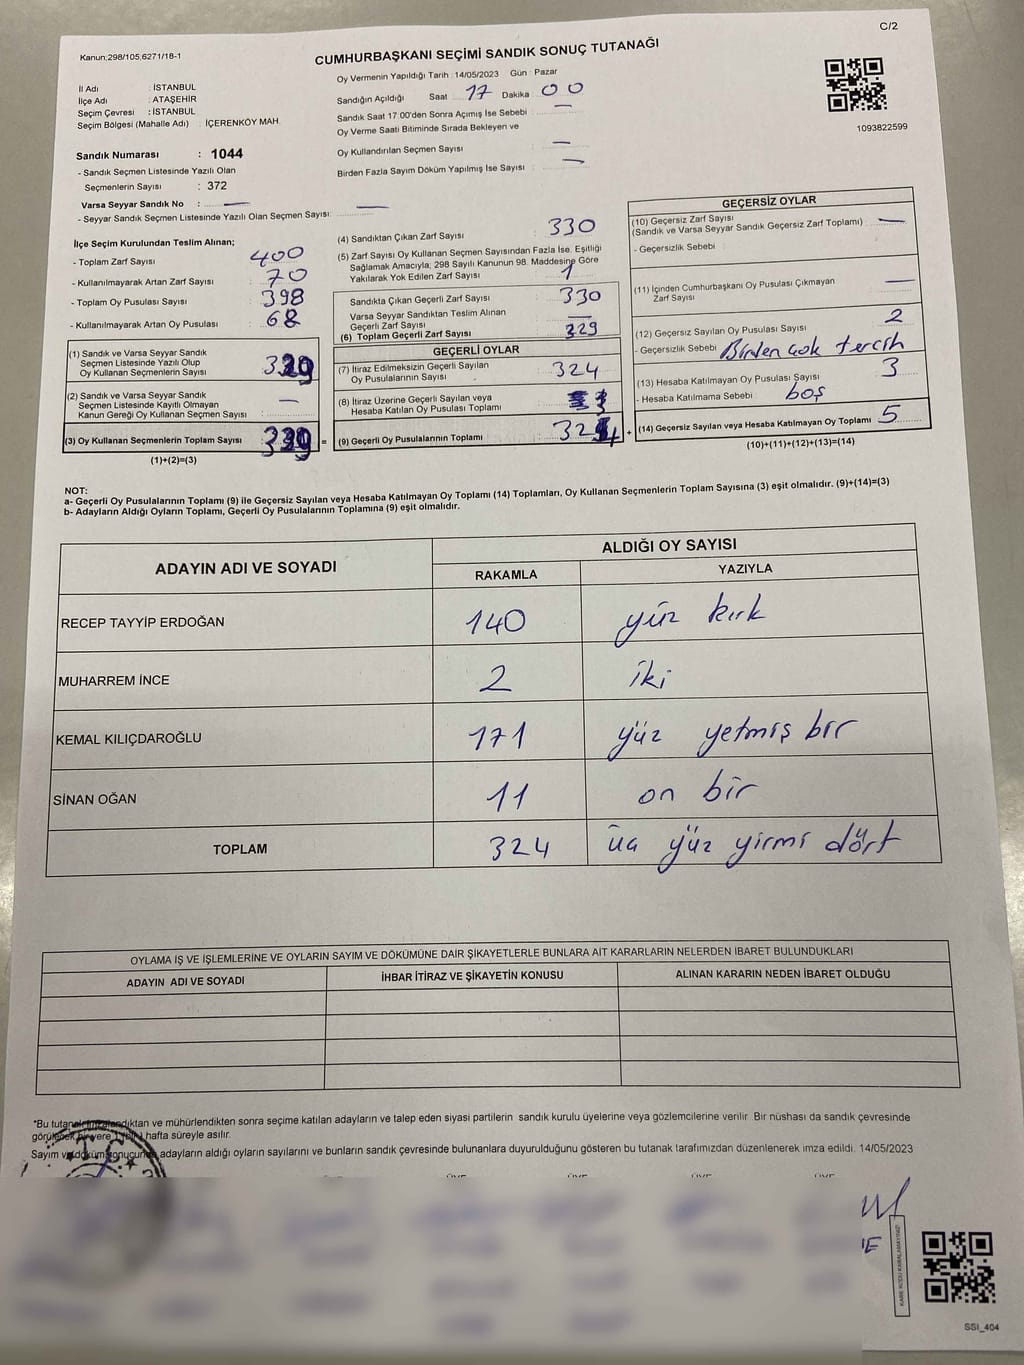 C/2
Kanun:298/105;6271/18-1
CUMHURBAŞKANI SEÇİMİ SANDIK SONUÇ TUTANAĞI
İl Adı : İSTANBUL
İlçe Adı : ATAŞEHİR
Seçim Çevresi : İSTANBUL
Seçim Bölgesi (Mahalle Adı) : İÇERENKÖY MAH.
Sandık Numarası : 1044
- Sandık Seçmen Listesinde Yazılı Olan
Seçmenlerin Sayısı : 372
Varsa Seyyar Sandık No : —
- Seyyar Sandık Seçmen Listesinde Yazılı Olan Seçmen Sayısı: —
Oy Vermenin Yapıldığı Tarih : 14/05/2023 Gün : Pazar
Sandığın Açıldığı Saat 17 Dakika 00
Sandık Saat 17:00'den Sonra Açımış İse Sebebi : —
Oy Verme Saati Bitiminde Sırada Bekleyen ve
Oy Kullandırılan Seçmen Sayısı —
Birden Fazla Sayım Döküm Yapılmış İse Sayısı : —
1093822599
İlçe Seçim Kurulundan Teslim Alınan;
- Toplam Zarf Sayısı 400
- Kullanılmayarak Artan Zarf Sayısı : 70
- Toplam Oy Pusulası Sayısı : 398
- Kullanılmayarak Artan Oy Pusulası : 68
(1) Sandık ve Varsa Seyyar Sandık
Seçmen Listesinde Yazılı Olup
Oy Kullanan Seçmenlerin Sayısı :
(2) Sandık ve Varsa Seyyar Sandık
Seçmen Listesinde Kayıtlı Olmayan
Kanun Gereği Oy Kullanan Seçmen Sayısı : —
(3) Oy Kullanan Seçmenlerin Toplam Sayısı :
(1)+(2)=(3)
(4) Sandıktan Çıkan Zarf Sayısı : 330
(5) Zarf Sayısı Oy Kullanan Seçmen Sayısından Fazla İse, Eşitliği
Sağlamak Amacıyla; 298 Sayılı Kanunun 98. Maddesine Göre
Yakılarak Yok Edilen Zarf Sayısı : 1
Sandıkta Çıkan Geçerli Zarf Sayısı : 330
Varsa Seyyar Sandıktan Teslim Alınan
Geçerli Zarf Sayısı : —
(6) Toplam Geçerli Zarf Sayısı : 329
GEÇERLİ OYLAR
(7) İtiraz Edilmeksizin Geçerli Sayılan
Oy Pusulalarının Sayısı : 324
(8) İtiraz Üzerine Geçerli Sayılan veya
Hesaba Katılan Oy Pusulası Toplamı :
= (9) Geçerli Oy Pusulalarının Toplamı : +
GEÇERSİZ OYLAR
(10) Geçersiz Zarf Sayısı
(Sandık ve Varsa Seyyar Sandık Geçersiz Zarf Toplamı) : —
- Geçersizlik Sebebi :
(11) İçinden Cumhurbaşkanı Oy Pusulası Çıkmayan
Zarf Sayısı : —
(12) Geçersiz Sayılan Oy Pusulası Sayısı : 2
- Geçersizlik Sebebi Birden çok tercih
(13) Hesaba Katılmayan Oy Pusulası Sayısı : 3
- Hesaba Katılmama Sebebi : boş
(14) Geçersiz Sayılan veya Hesaba Katılmayan Oy Toplamı : 5
(10)+(11)+(12)+(13)=(14)
NOT:
a- Geçerli Oy Pusulalarının Toplamı (9) ile Geçersiz Sayılan veya Hesaba Katılmayan Oy Toplamı (14) Toplamları, Oy Kullanan Seçmenlerin Toplam Sayısına (3) eşit olmalıdır. (9)+(14)=(3)
b- Adayların Aldığı Oyların Toplamı, Geçerli Oy Pusulalarının Toplamına (9) eşit olmalıdır.
ADAYIN ADI VE SOYADI
ALDIĞI OY SAYISI
RAKAMLA YAZIYLA
RECEP TAYYİP ERDOĞAN 140 yüz kırk
MUHARREM İNCE 2 iki
KEMAL KILIÇDAROĞLU 171 yüz yetmiş bir
SİNAN OĞAN 11 on bir
TOPLAM 324 üç yüz yirmi dört
OYLAMA İŞ VE İŞLEMLERİNE VE OYLARIN SAYIM VE DÖKÜMÜNE DAİR ŞİKAYETLERLE BUNLARA AİT KARARLARIN NELERDEN İBARET BULUNDUKLARI
ADAYIN ADI VE SOYADI İHBAR İTİRAZ VE ŞİKAYETİN KONUSU ALINAN KARARIN NEDEN İBARET OLDUĞU
*Bu tutanak imzalandıktan ve mühürlendikten sonra seçime katılan adayların ve talep eden siyasi partilerin sandık kurulu üyelerine veya gözlemcilerine verilir. Bir nüshası da sandık çevresinde
görülecek bir yere 1 (bir) hafta süreyle asılır.
Sayım ve döküm sonucunda adayların aldığı oyların sayılarını ve bunların sandık çevresinde bulunanlara duyurulduğunu gösteren bu tutanak tarafımızdan düzenlenerek imza edildi. 14/05/2023
T.C.
KARE KODU KARALAMAYINIZ!
SSI_404